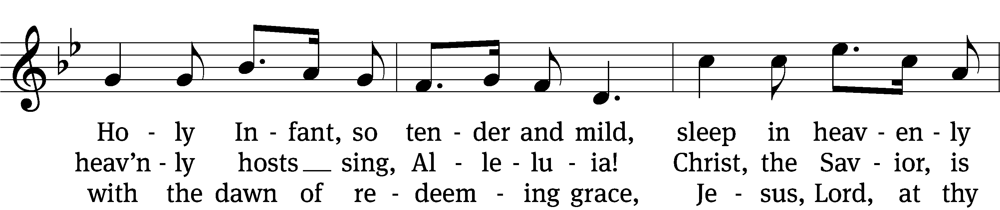 Ho - ly In - fant, so ten - der and mild, sleep in heav - en - ly
heav’n - ly hosts __ sing, Al - le - lu - ia! Christ, the Sav - ior, is
with the dawn of re - deem - ing grace, Je - sus, Lord, at thy